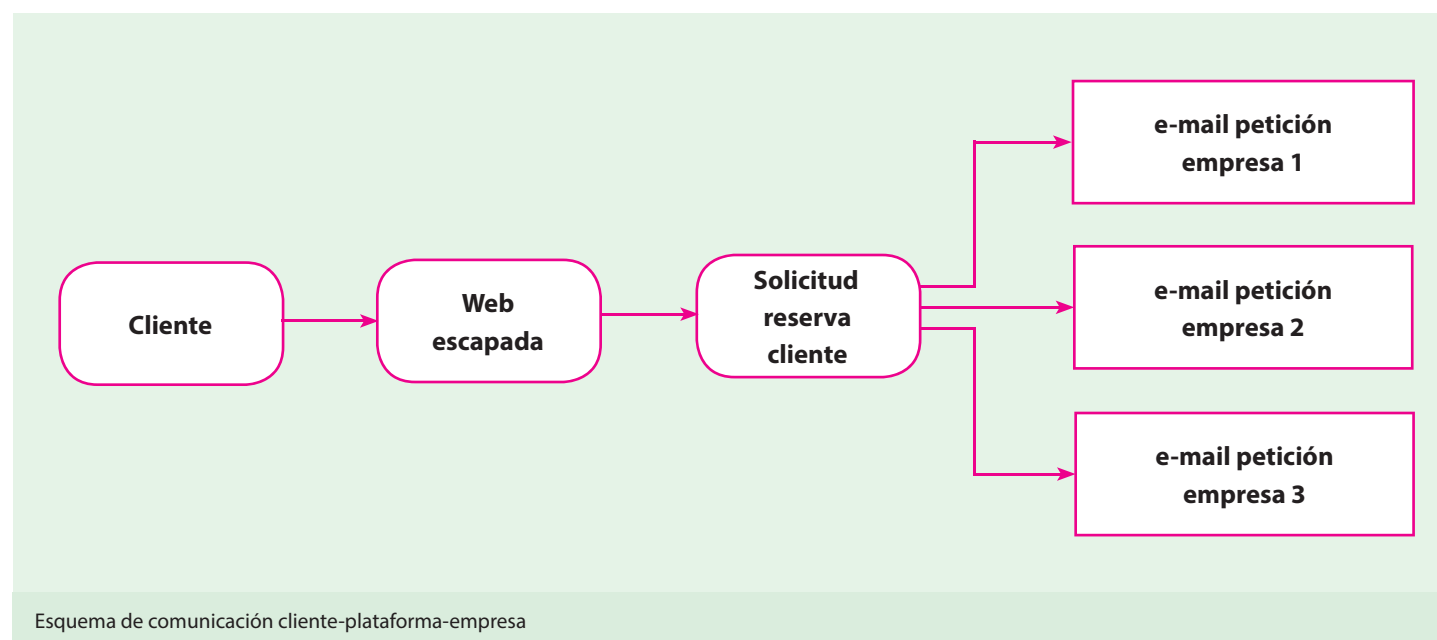 Cliente
Web
escapada
Solicitud
reserva
cliente
e-mail petición
empresa 1
e-mail petición
empresa 2
e-mail petición
empresa 3
Esquema de comunicación cliente-plataforma-empresa